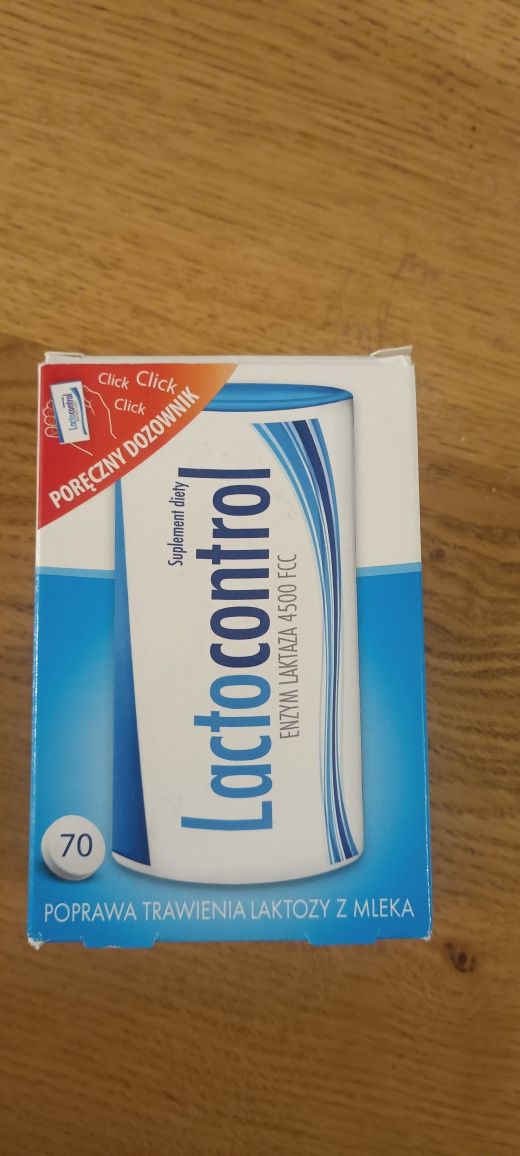 Click Click
Click
Lactocontrol
PORĘCZNY DOZOWNIK
Suplement diety
Lactocontrol
ENZYM LAKTAZA 4500 FCC
70
POPRAWA TRAWIENIA LAKTOZY Z MLEKA